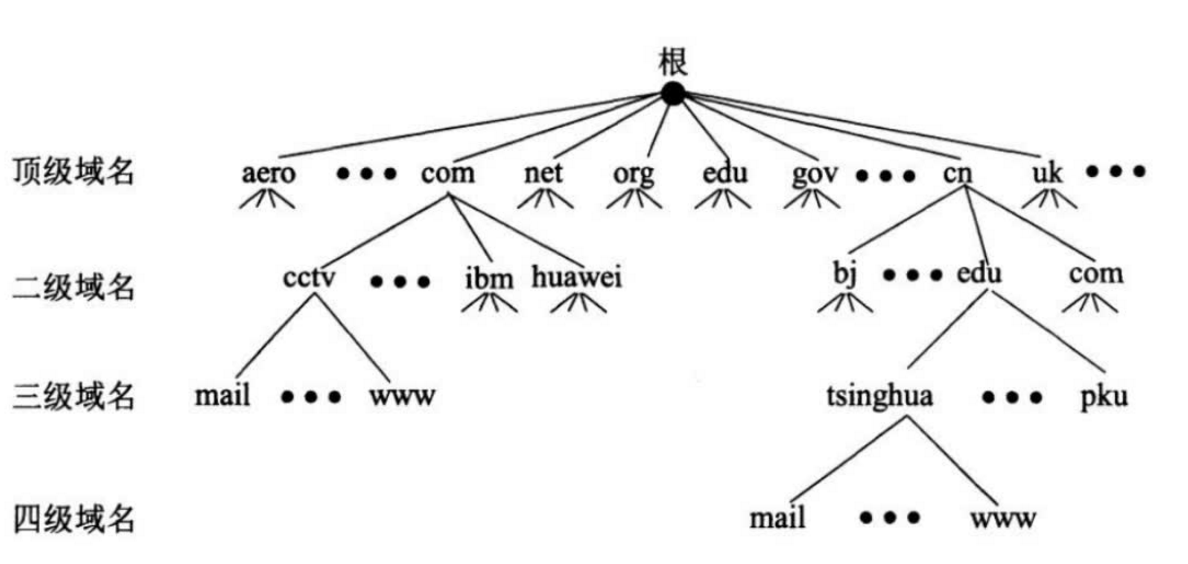 根
顶级域名 aero ••• com net org edu gov ••• cn uk •••
二级域名 cctv ••• ibm huawei bj ••• edu com
三级域名 mail ••• www tsinghua ••• pku
四级域名 mail ••• www